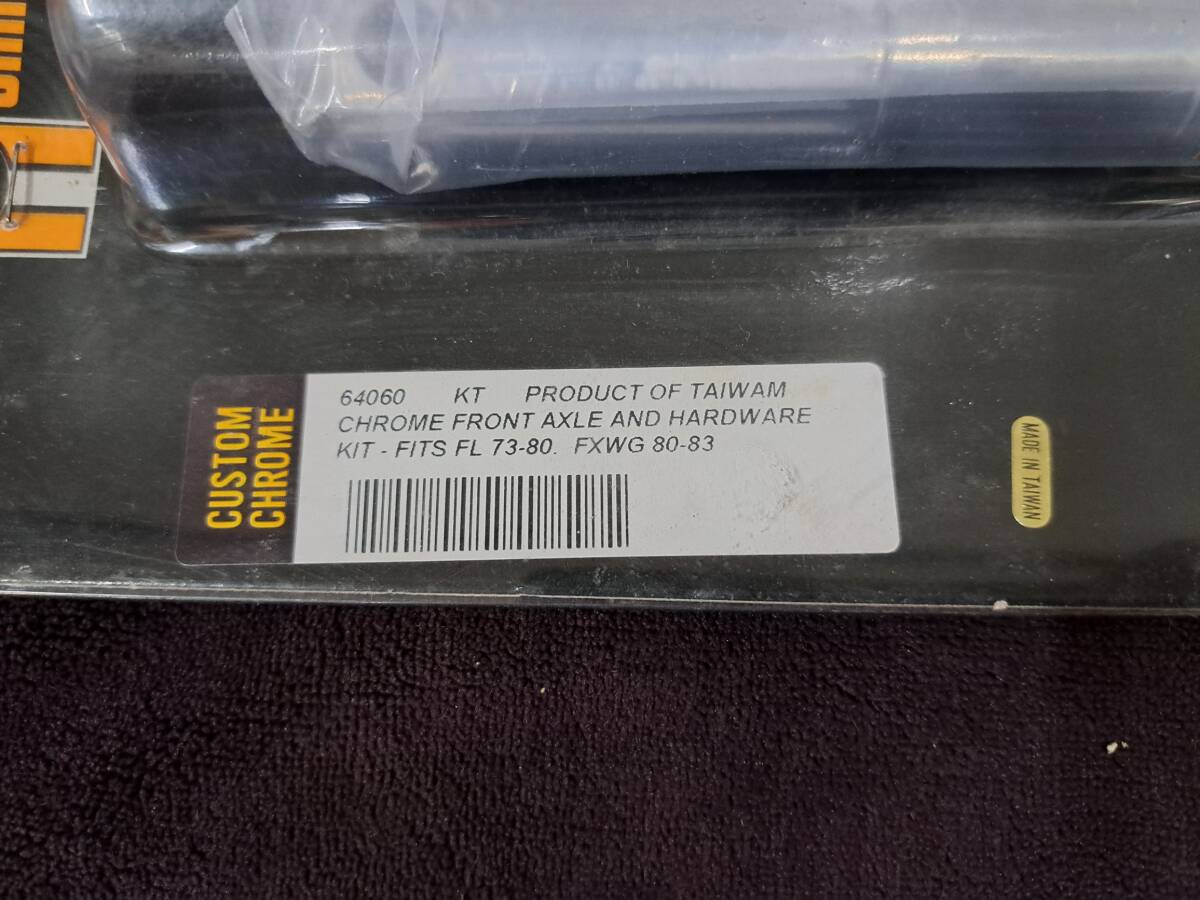 64060 KT PRODUCT OF TAIWAM
CHROME FRONT AXLE AND HARDWARE
KIT - FITS FL 73-80. FXWG 80-83
CUSTOM
CHROME
MADE IN TAIWAN